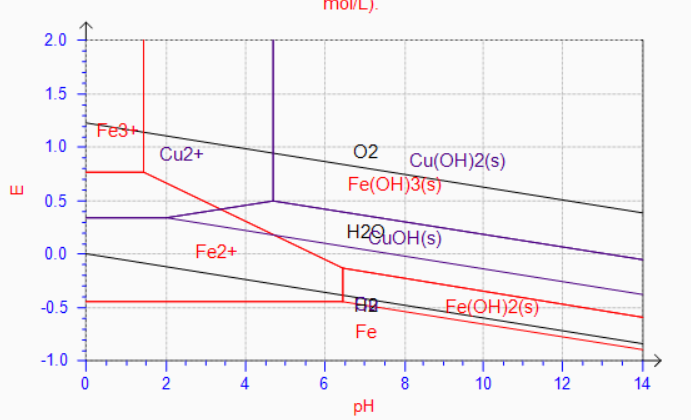 mol/L).
2.0
1.5
1.0
0.5
0.0
-0.5
-1.0
E
Fe3+
Cu2+
O2
Cu(OH)2(s)
Fe(OH)3(s)
H2O
CuOH(s)
Fe2+
H2
Fe(OH)2(s)
Fe
0 2 4 6 8 10 12 14
pH